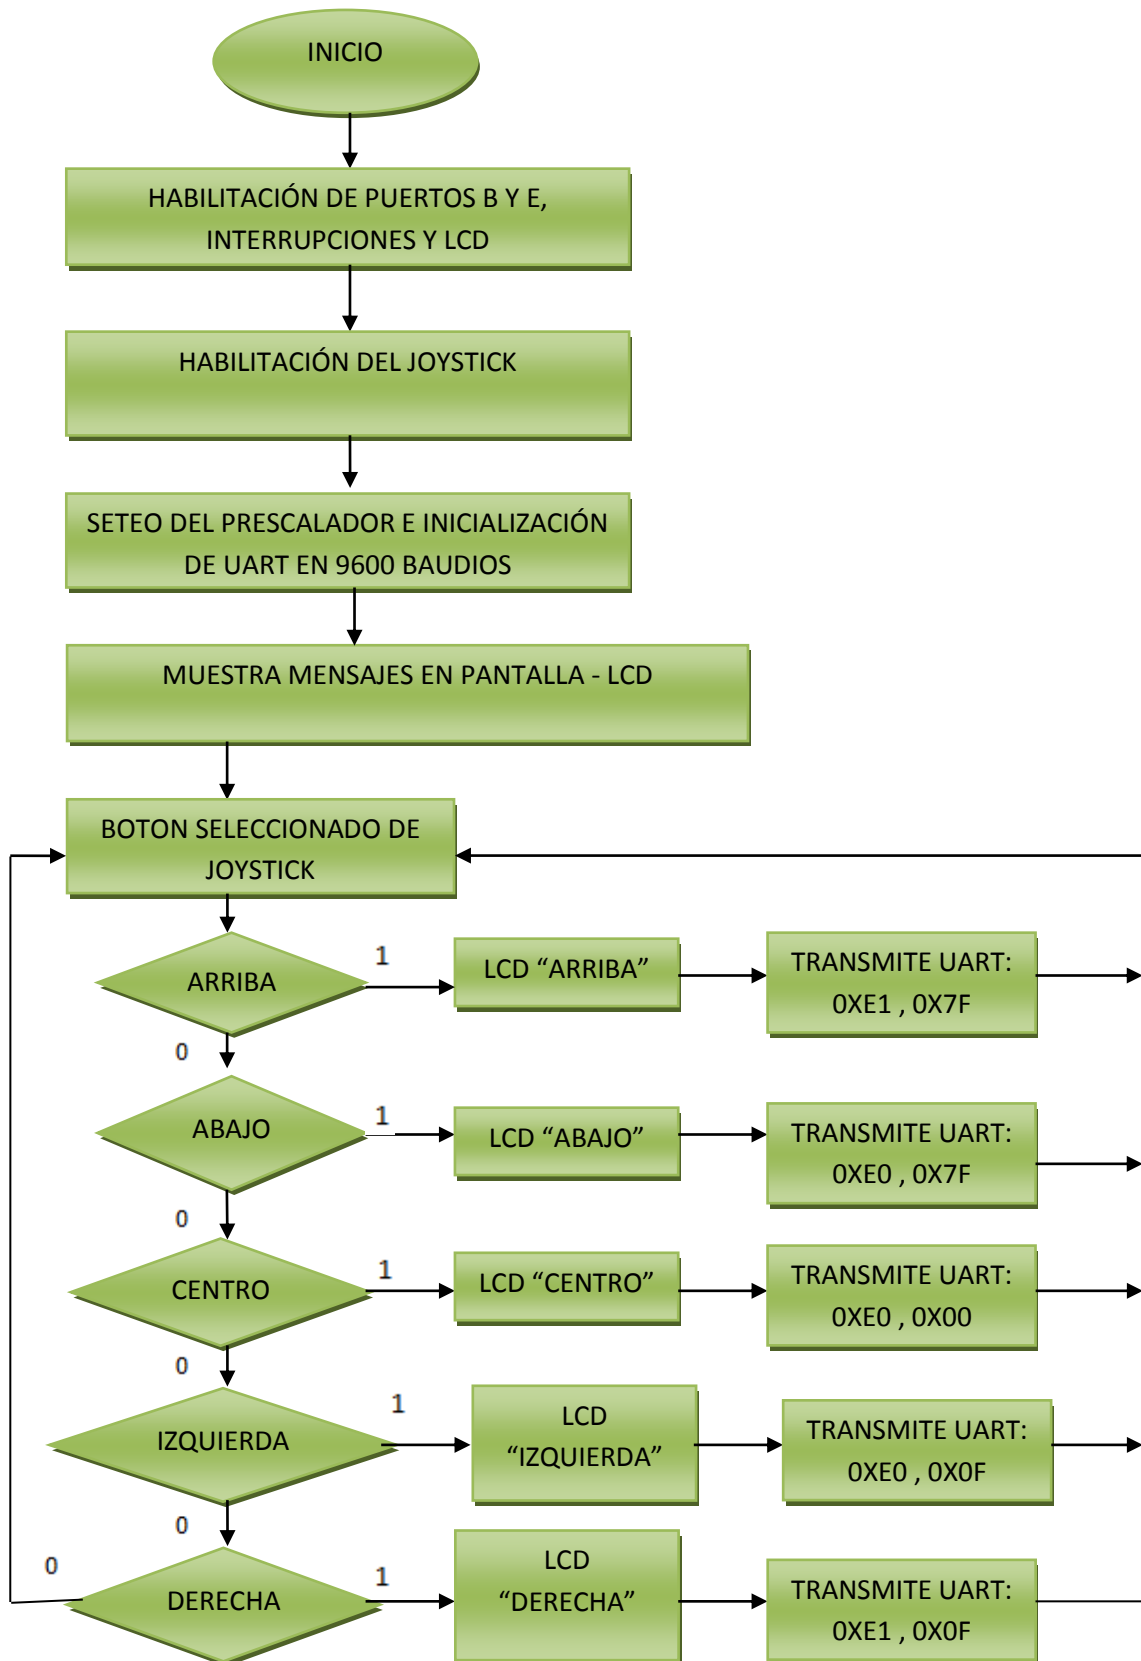 INICIO
HABILITACIÓN DE PUERTOS B Y E,
INTERRUPCIONES Y LCD
HABILITACIÓN DEL JOYSTICK
SETEO DEL PRESCALADOR E INICIALIZACIÓN
DE UART EN 9600 BAUDIOS
MUESTRA MENSAJES EN PANTALLA - LCD
BOTON SELECCIONADO DE
JOYSTICK
ARRIBA
1
LCD “ARRIBA”
TRANSMITE UART:
0XE1 , 0X7F
0
ABAJO
1
LCD “ABAJO”
TRANSMITE UART:
0XE0 , 0X7F
0
CENTRO
1
LCD “CENTRO”
TRANSMITE UART:
0XE0 , 0X00
0
IZQUIERDA
1
LCD
“IZQUIERDA”
TRANSMITE UART:
0XE0 , 0X0F
0
0
DERECHA
1
LCD
“DERECHA”
TRANSMITE UART:
0XE1 , 0X0F